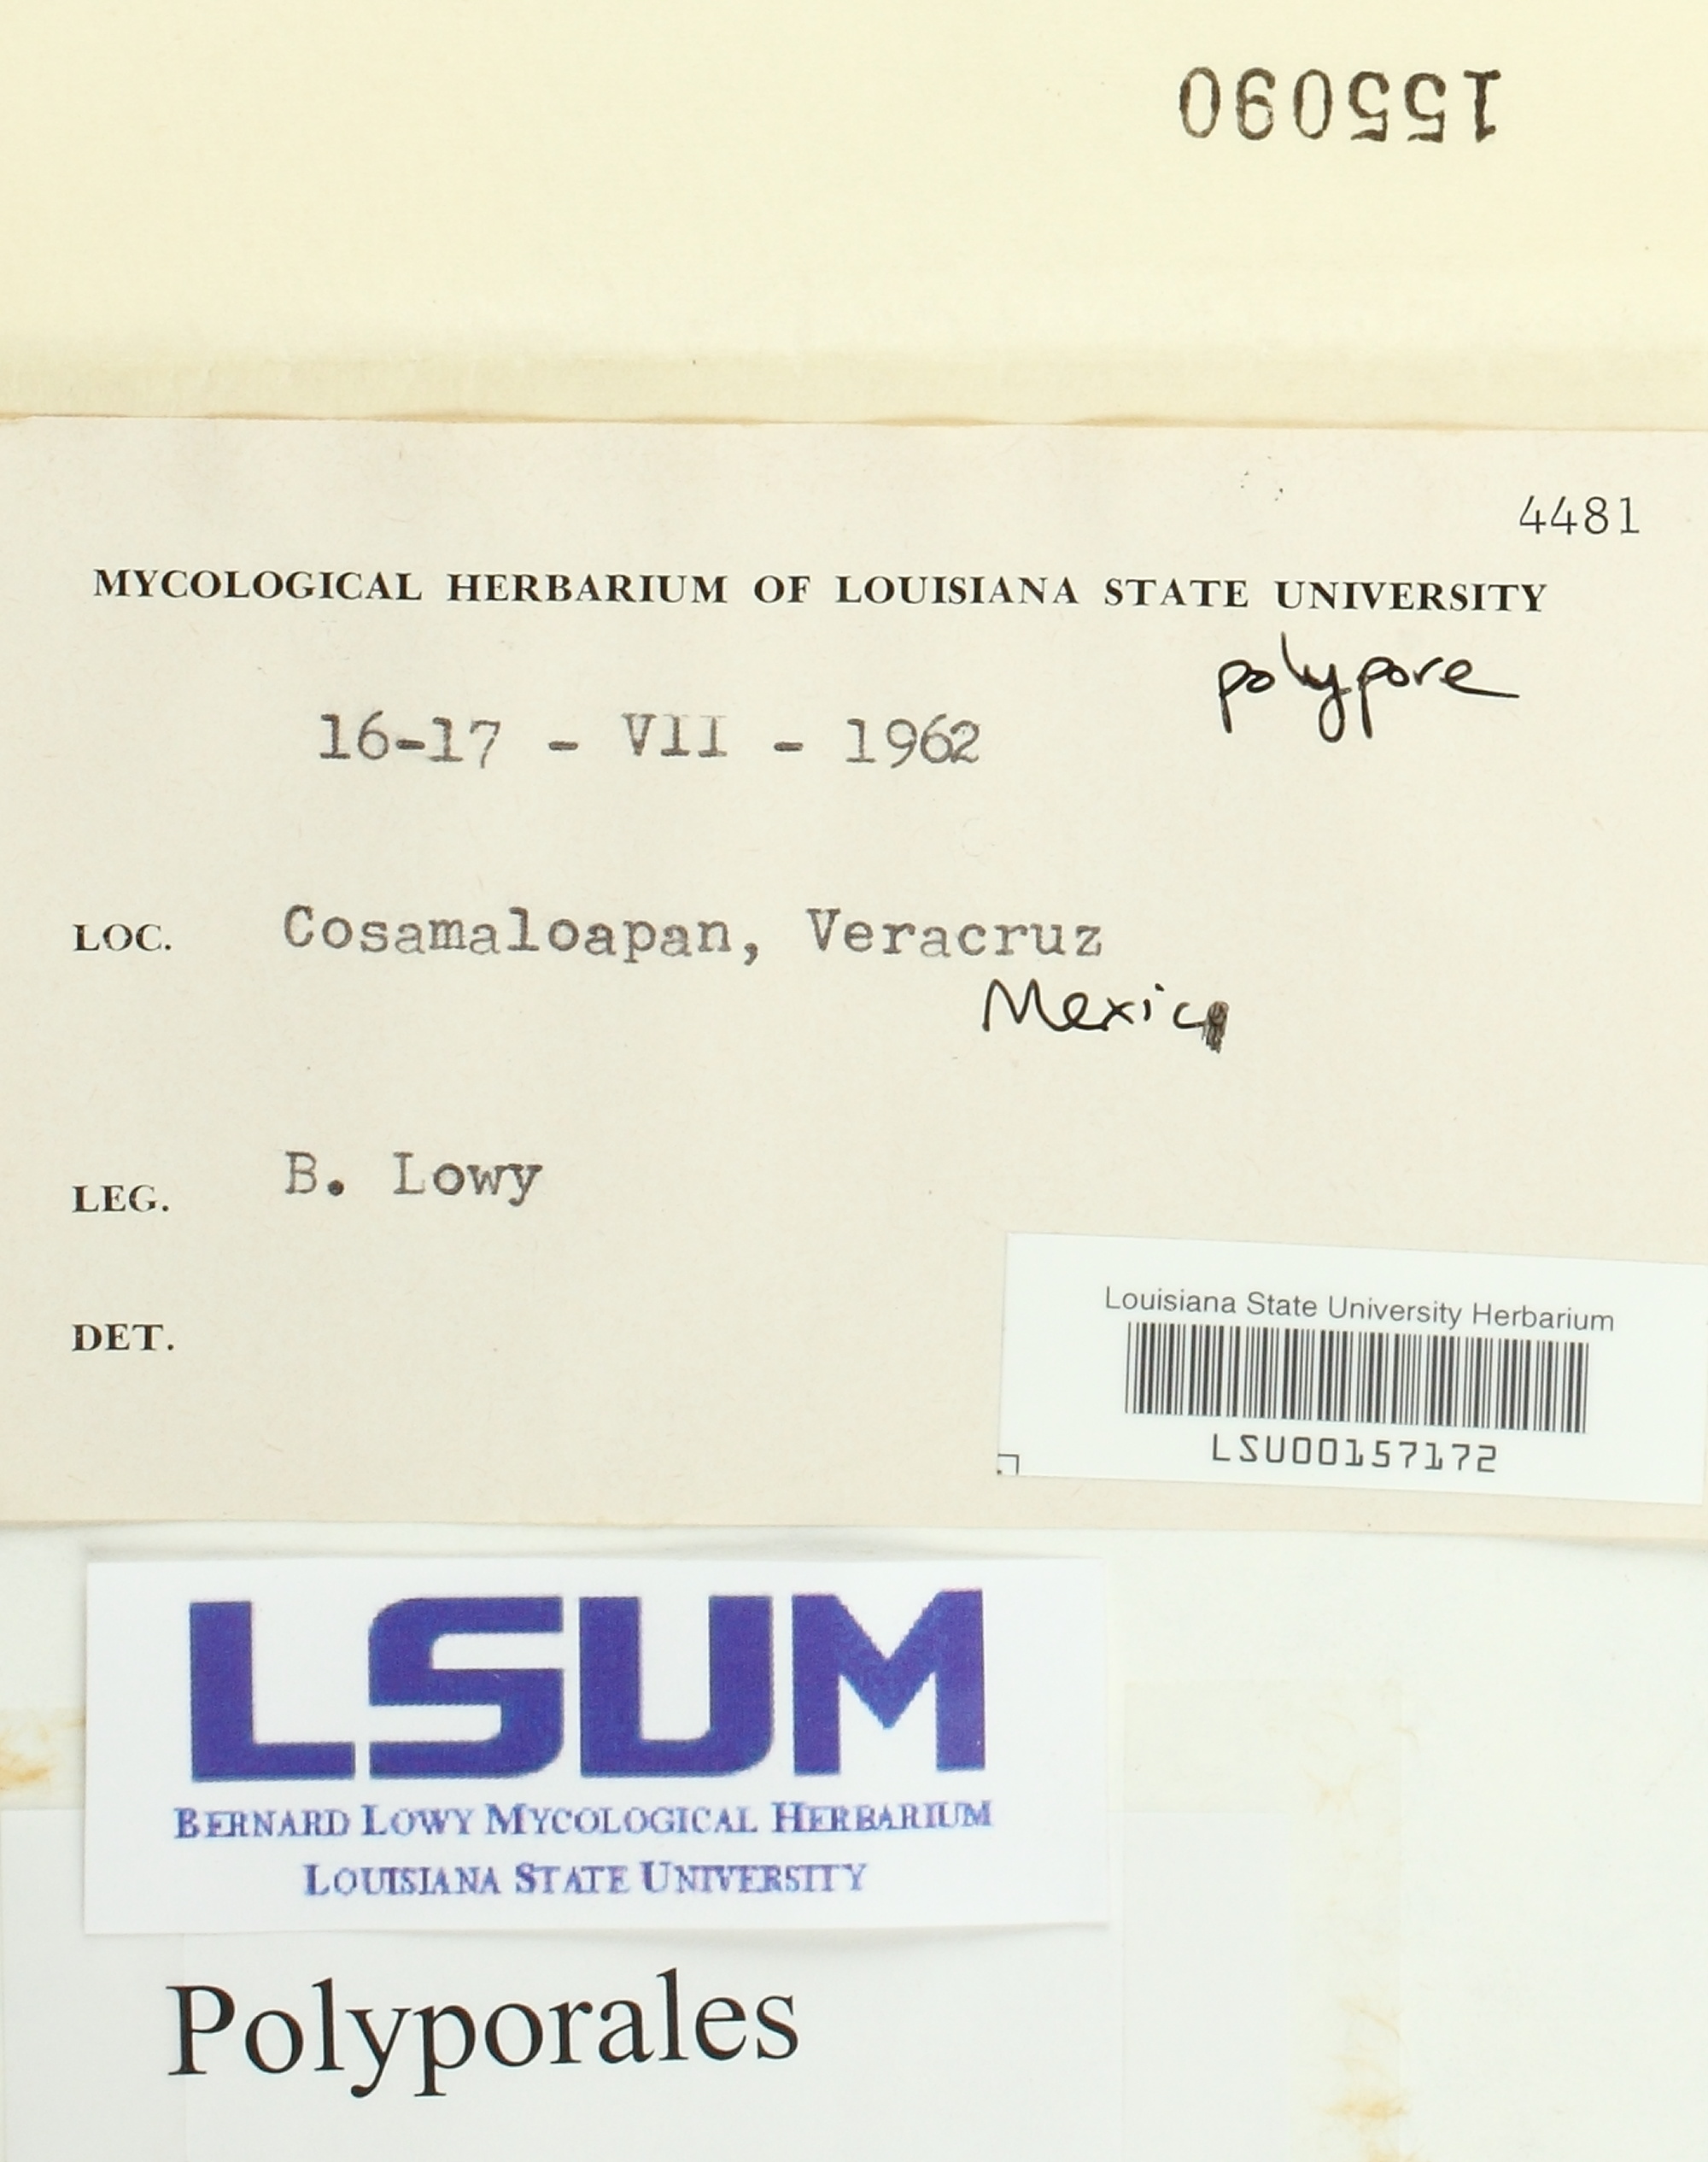 155090
4481
MYCOLOGICAL HERBARIUM OF LOUISIANA STATE UNIVERSITY
polypore
16-17 - VII - 1962
LOC. Cosamaloapan, Veracruz
Mexico
LEG. B. Lowy
DET.
Louisiana State University Herbarium
LSU00157172
LSUM
BERNARD LOWY MYCOLOGICAL HERBARIUM
LOUISIANA STATE UNIVERSITY
Polyporales